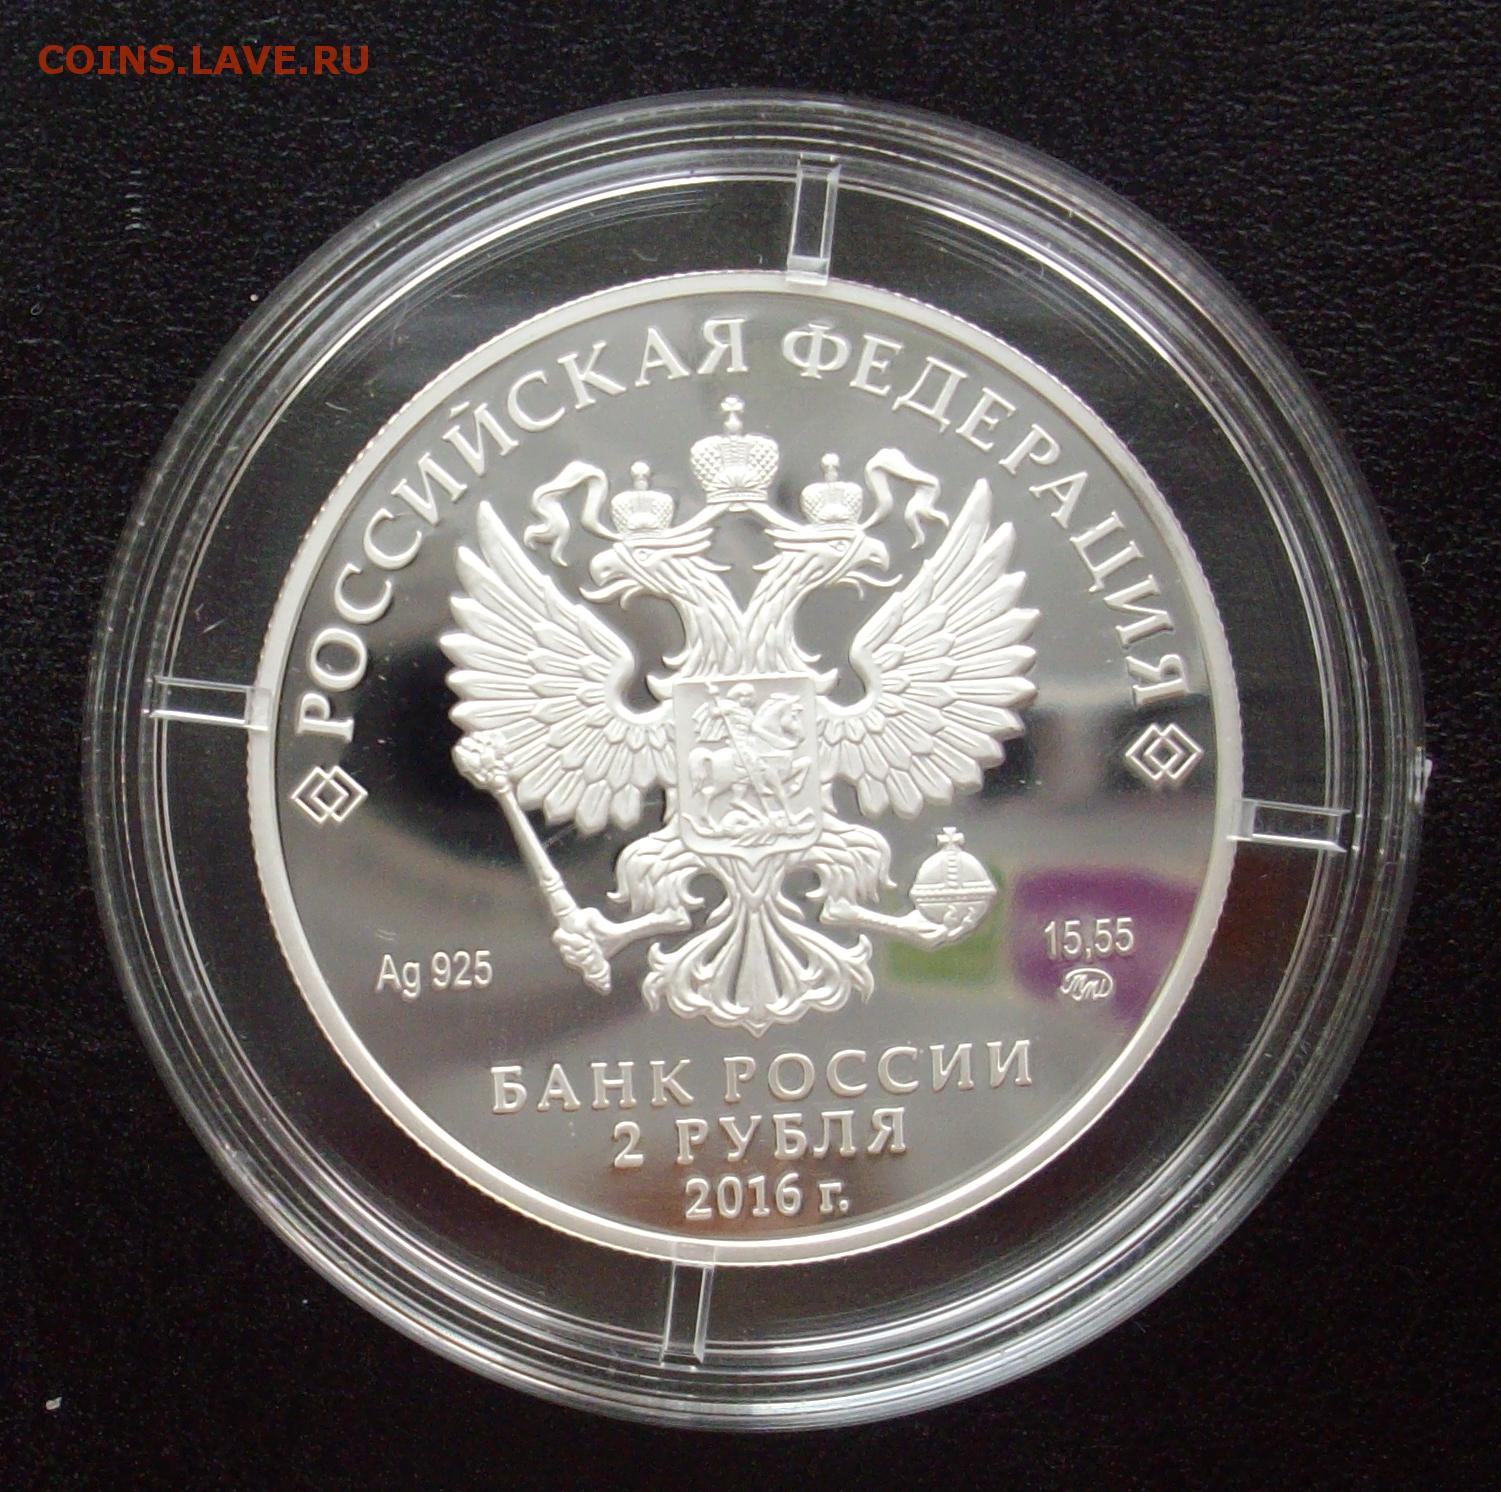 COINS.LAVE.RU
РОССИЙСКАЯ ФЕДЕРАЦИЯ
Ag 925
15,55
ММД
БАНК РОССИИ
2 РУБЛЯ
2016 г.